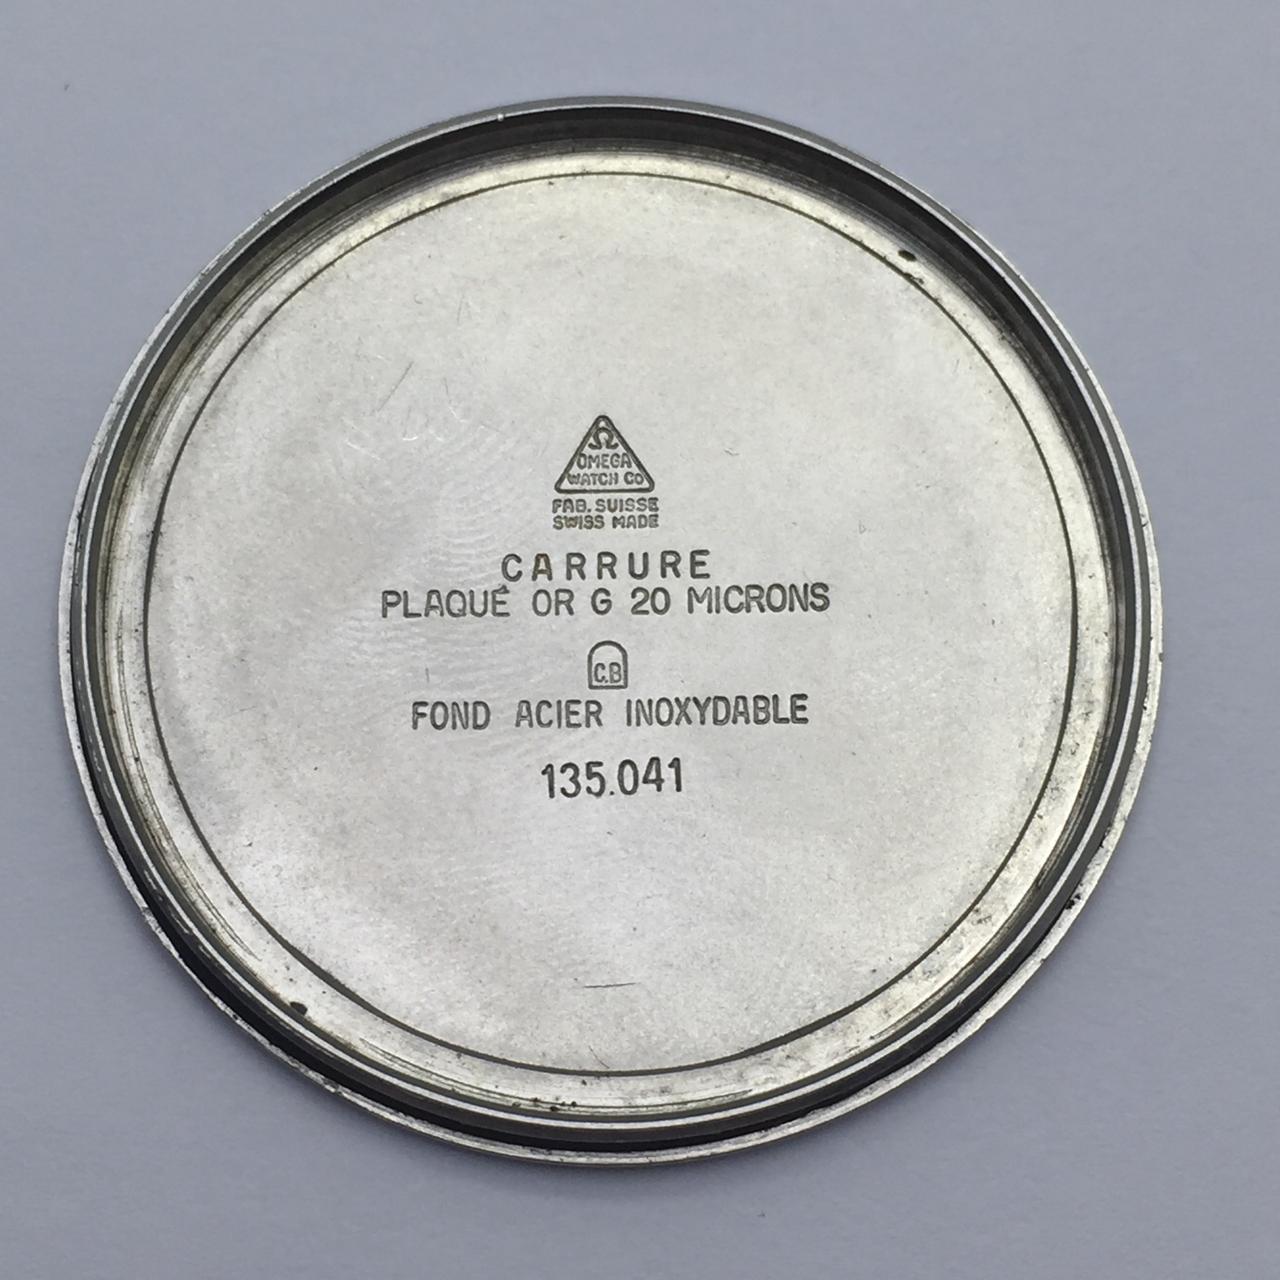 Ω
OMEGA
WATCH Co
FAB. SUISSE
SWISS MADE
CARRURE
PLAQUÉ OR G 20 MICRONS
C.B
FOND ACIER INOXYDABLE
135.041